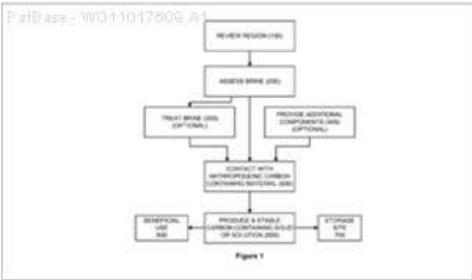 PatBase - WO11017609 A1
REVIEW REGION (100)
ASSESS BRINE (200)
TREAT BRINE (300)
(OPTIONAL)
PROVIDE ADDITIONAL
COMPONENTS (400)
(OPTIONAL)
CONTACT WITH
ANTHROPOGENIC CARBON
CONTAINING MATERIAL (500)
BENEFICIAL
USE
PRODUCE A STABLE
CARBON-CONTAINING SOLID
OR SOLUTION (600)
STORAGE
SITE
700
Figure 1